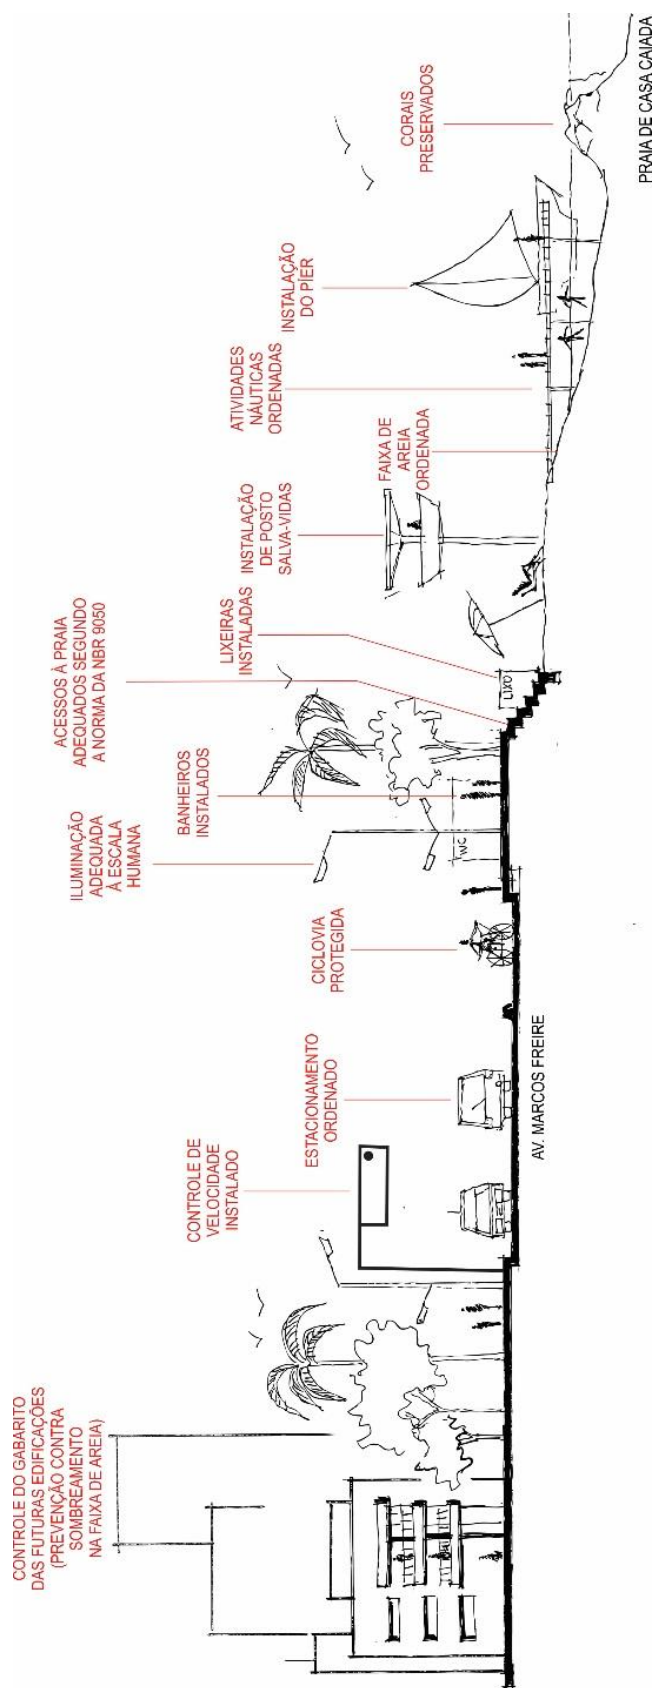 CONTROLE DO GABARITO
DAS FUTURAS EDIFICAÇÕES
(PREVENÇÃO CONTRA
SOMBREAMENTO
NA FAIXA DE AREIA)
CONTROLE DE
VELOCIDADE
INSTALADO
ESTACIONAMENTO
ORDENADO
CICLOVIA
PROTEGIDA
ILUMINAÇÃO
ADEQUADA
À ESCALA
HUMANA
BANHEIROS
INSTALADOS
WC
ACESSOS À PRAIA
ADEQUADOS SEGUNDO
A NORMA DA NBR 9050
LIXEIRAS
INSTALADAS
LIXO
INSTALAÇÃO
DE POSTO
SALVA-VIDAS
FAIXA DE
AREIA
ORDENADA
ATIVIDADES
NÁUTICAS
ORDENADAS
INSTALAÇÃO
DO PÍER
CORAIS
PRESERVADOS
AV. MARCOS FREIRE
PRAIA DE CASA CAIADA